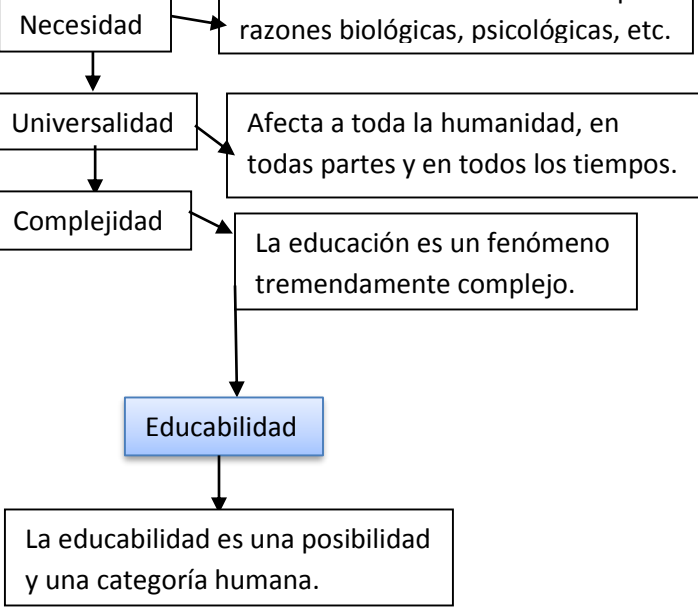 Necesidad
razones biológicas, psicológicas, etc.
Universalidad
Afecta a toda la humanidad, en
todas partes y en todos los tiempos.
Complejidad
La educación es un fenómeno
tremendamente complejo.
Educabilidad
La educabilidad es una posibilidad
y una categoría humana.